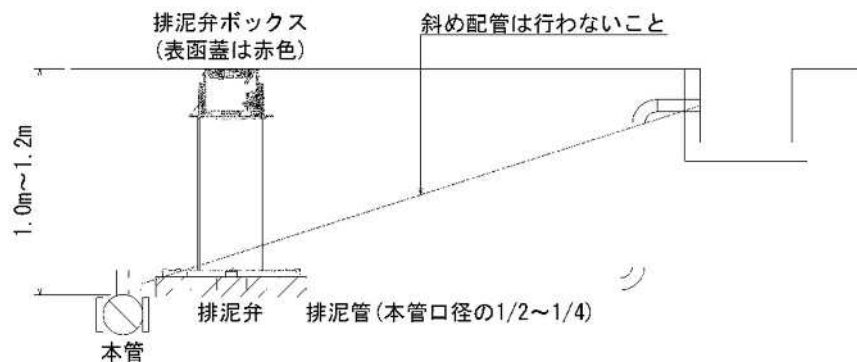 排泥弁ボックス
(表函蓋は赤色)
斜め配管は行わないこと
1.0m～1.2m
排泥弁
排泥管(本管口径の1/2～1/4)
本管